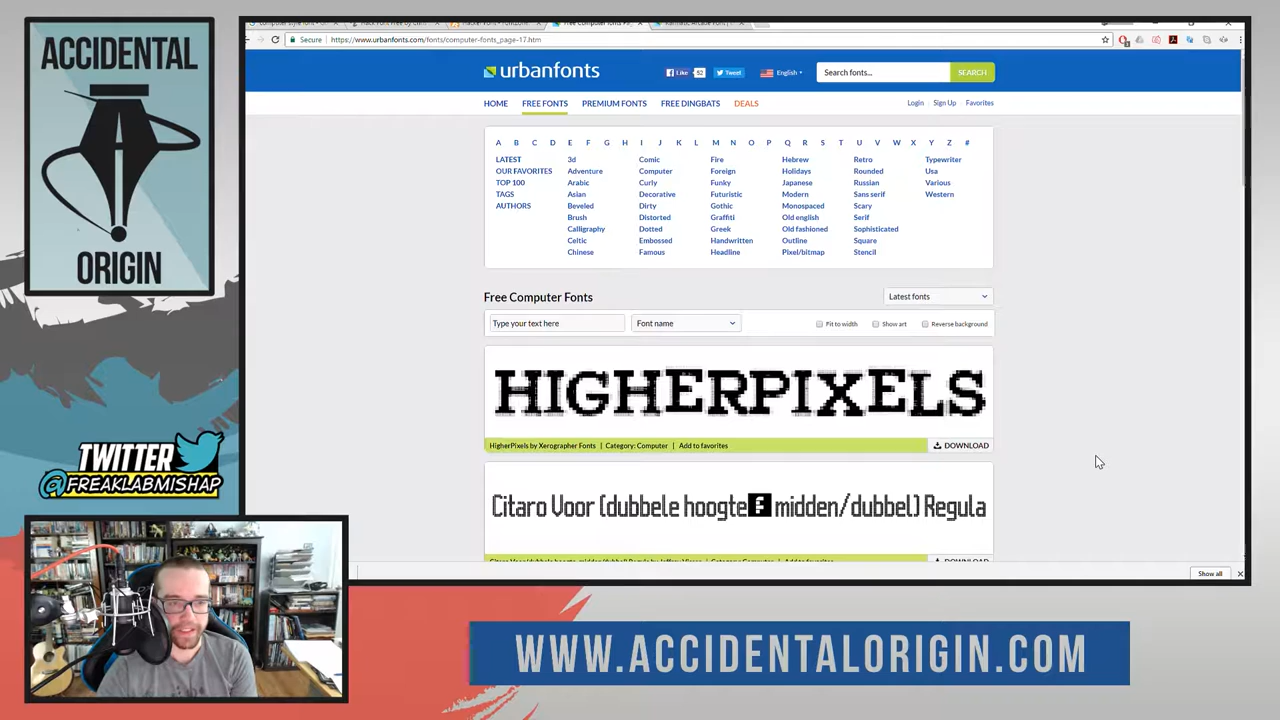 ACCIDENTAL
ORIGIN
TWITTER
@FREAKLABMISHAP
Secure
https://www.urbanfonts.com/fonts/computer-fonts_page-17.htm
urbanfonts
Like 52
Tweet
English
Search fonts...
SEARCH
HOME FREE FONTS PREMIUM FONTS FREE DINGBATS DEALS
Login Sign Up Favorites
A B C D E F G H I J K L M N O P Q R S T U V W X Y Z #
LATEST 3d Comic Fire Hebrew Retro Typewriter
OUR FAVORITES Adventure Computer Foreign Holidays Rounded Usa
TOP 100 Arabic Curly Funky Japanese Russian Various
TAGS Asian Decorative Futuristic Modern Sans serif Western
AUTHORS Beveled Dirty Gothic Monospaced Scary
Brush Distorted Graffiti Old english Serif
Calligraphy Dotted Greek Old fashioned Sophisticated
Celtic Embossed Handwritten Outline Square
Chinese Famous Headline Pixel/bitmap Stencil
Free Computer Fonts
Latest fonts
Type your text here
Font name
Fit to width Show art Reverse background
HIGHERPIXELS
HigherPixels by Xerographer Fonts | Category: Computer | Add to favorites
DOWNLOAD
Citaro Voor (dubbele hoogte midden/dubbel) Regula
Show all
WWW.ACCIDENTALORIGIN.COM